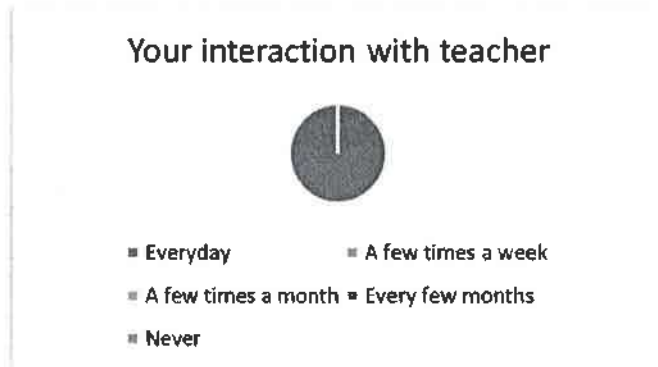 Your interaction with teacher
Everyday
A few times a week
A few times a month
Every few months
Never